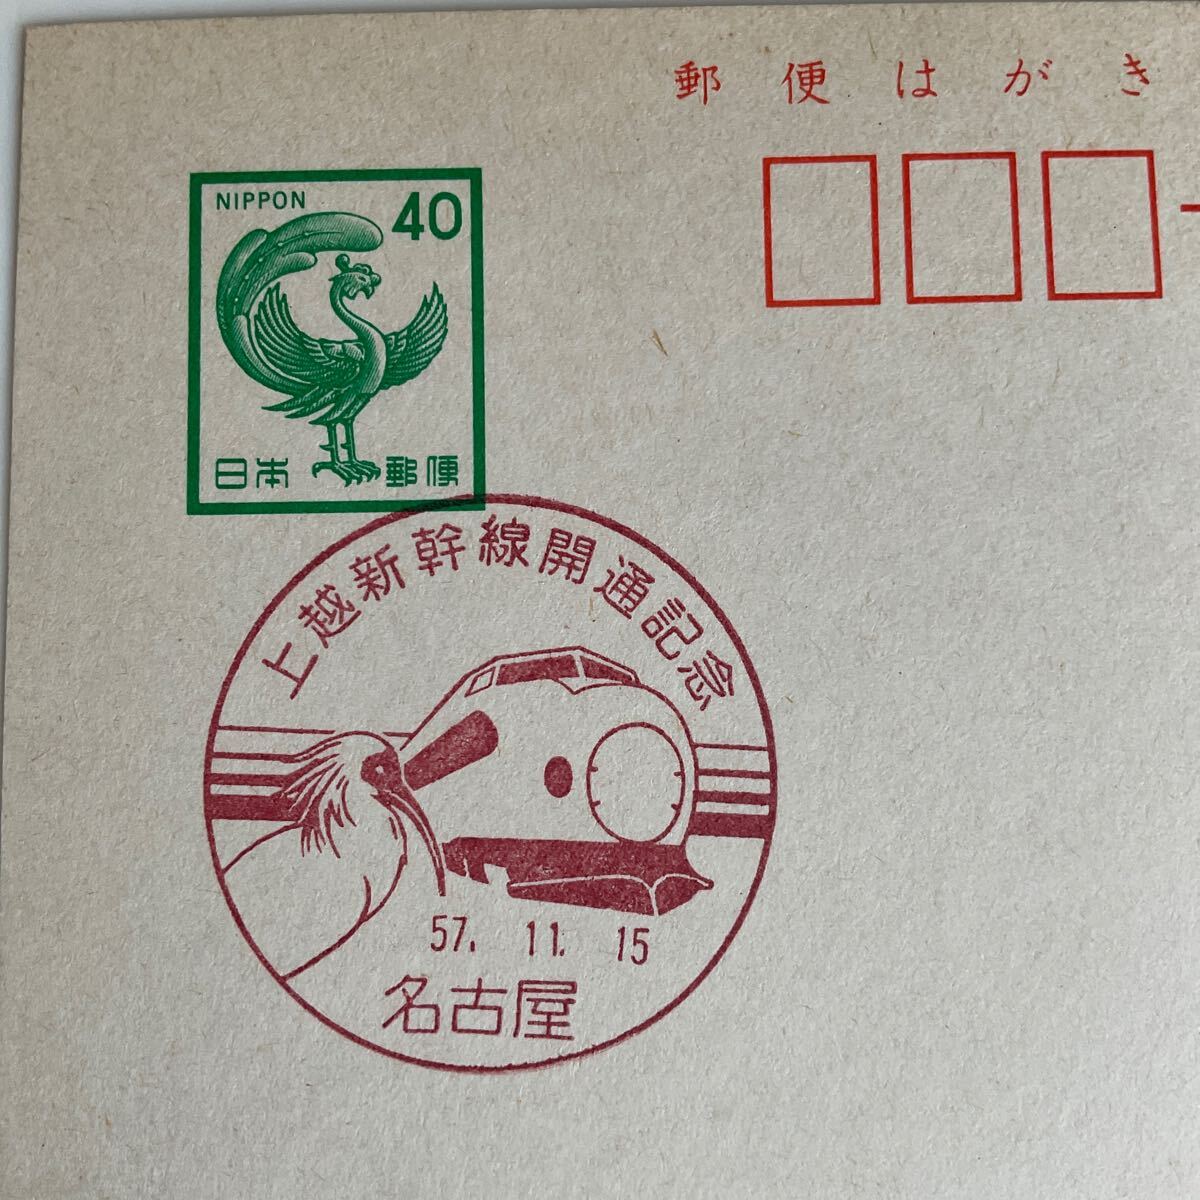 郵便はがき
NIPPON 40
日本 郵便
上越新幹線開通記念
57. 11. 15
名古屋